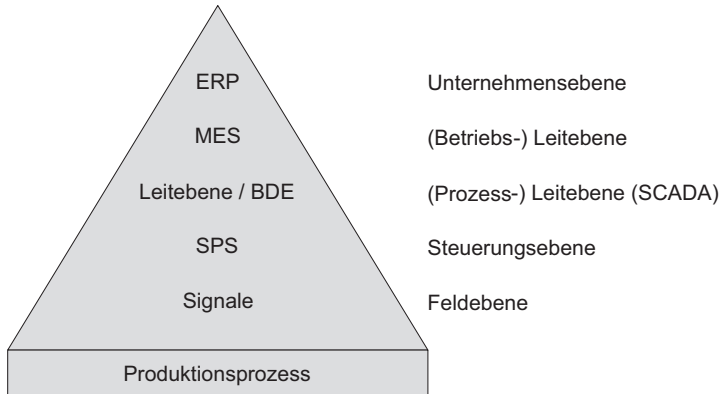 ERP Unternehmensebene
MES (Betriebs-) Leitebene
Leitebene / BDE (Prozess-) Leitebene (SCADA)
SPS Steuerungsebene
Signale Feldebene
Produktionsprozess